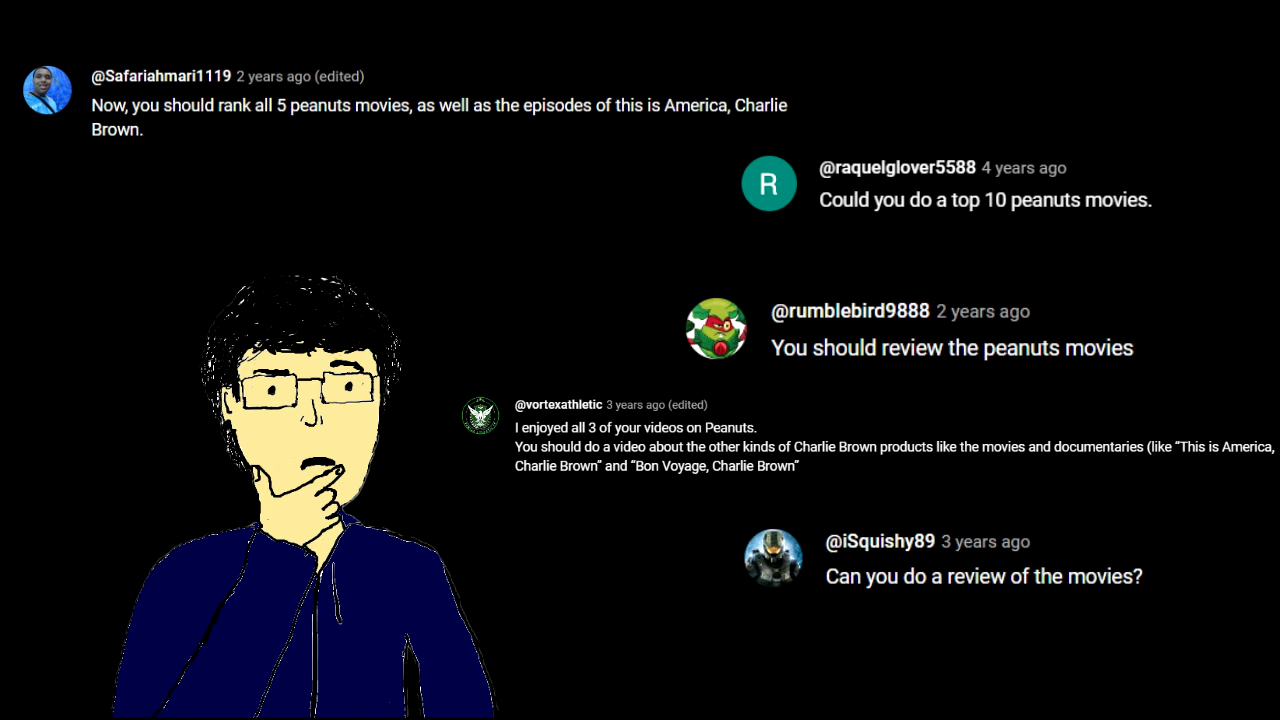 @Safariahmari1119 2 years ago (edited)
Now, you should rank all 5 peanuts movies, as well as the episodes of this is America, Charlie
Brown.
R
@raquelglover5588 4 years ago
Could you do a top 10 peanuts movies.
@rumblebird9888 2 years ago
You should review the peanuts movies
@vortexathletic 3 years ago (edited)
I enjoyed all 3 of your videos on Peanuts.
You should do a video about the other kinds of Charlie Brown products like the movies and documentaries (like “This is America,
Charlie Brown” and “Bon Voyage, Charlie Brown”
@iSquishy89 3 years ago
Can you do a review of the movies?